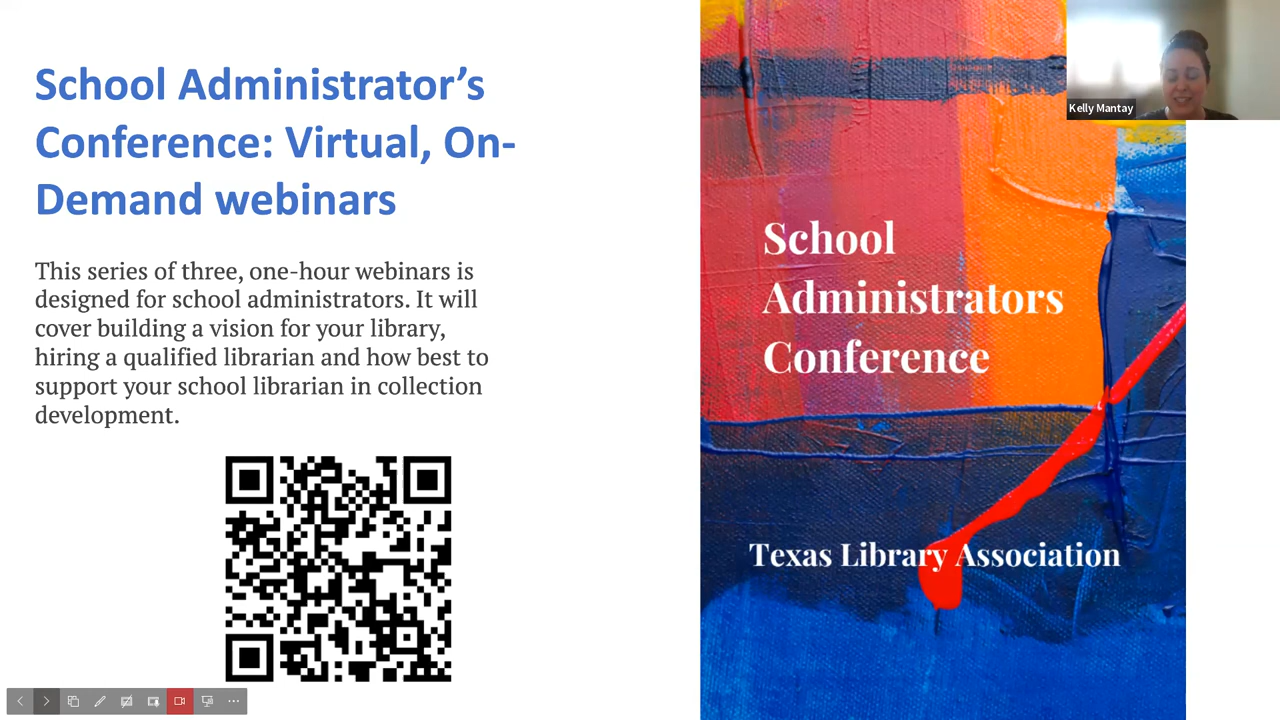 School Administrator’s
Conference: Virtual, On-
Demand webinars
This series of three, one-hour webinars is
designed for school administrators. It will
cover building a vision for your library,
hiring a qualified librarian and how best to
support your school librarian in collection
development.
School
Administrators
Conference
Texas Library Association
Kelly Mantay